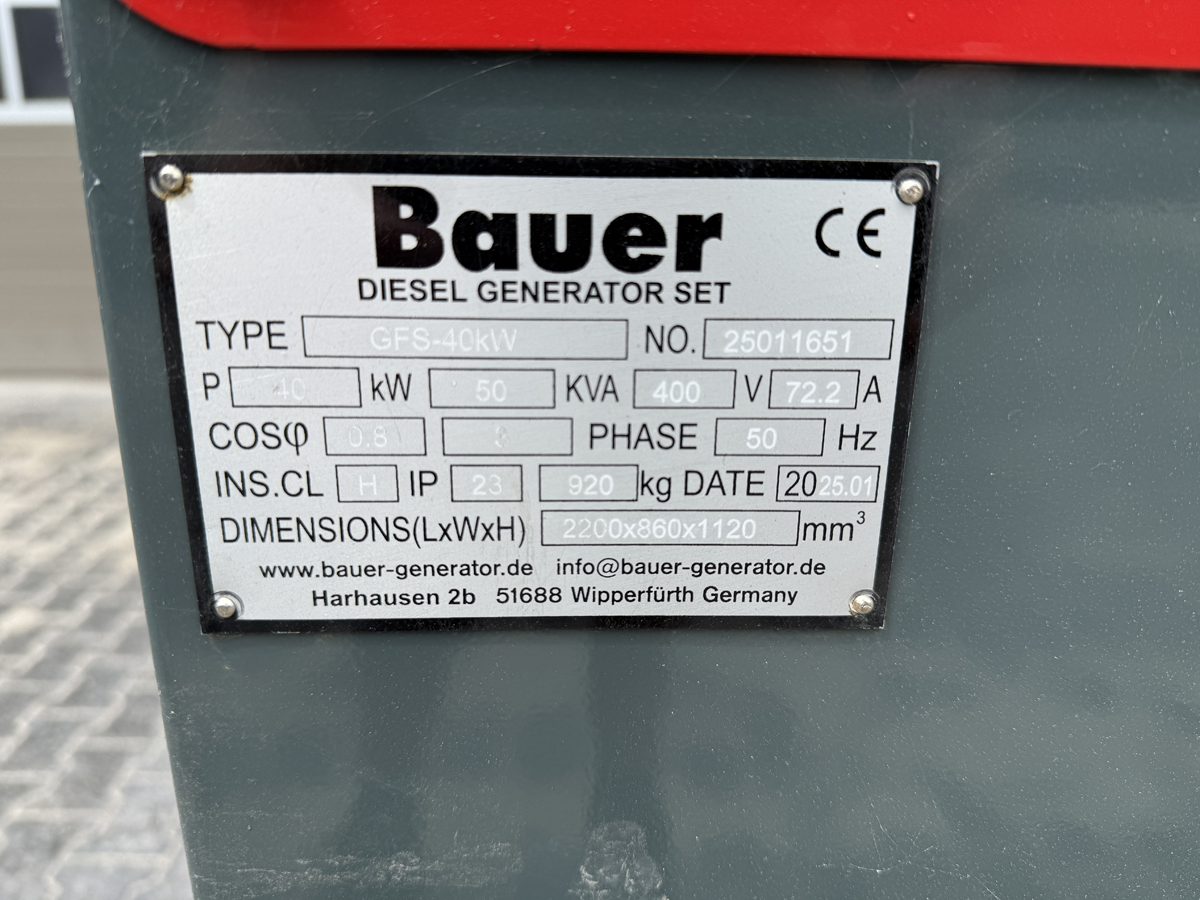 Bauer CE
DIESEL GENERATOR SET
TYPE GFS-40kW NO. 25011651
P 40 kW 50 KVA 400 V 72.2 A
COSφ 0.8 PHASE 50 Hz
INS.CL H IP 23 920 kg DATE 2025.01
DIMENSIONS(LxWxH) 2200x860x1120 mm³
www.bauer-generator.de info@bauer-generator.de
Harhausen 2b 51688 Wipperfürth Germany